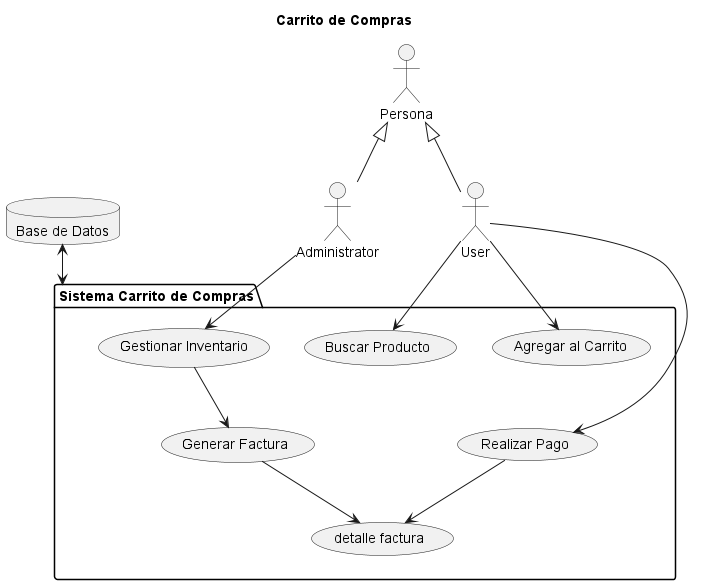 Carrito de Compras
Persona
Base de Datos
Administrator
User
Sistema Carrito de Compras
Gestionar Inventario
Buscar Producto
Agregar al Carrito
Generar Factura
Realizar Pago
detalle factura